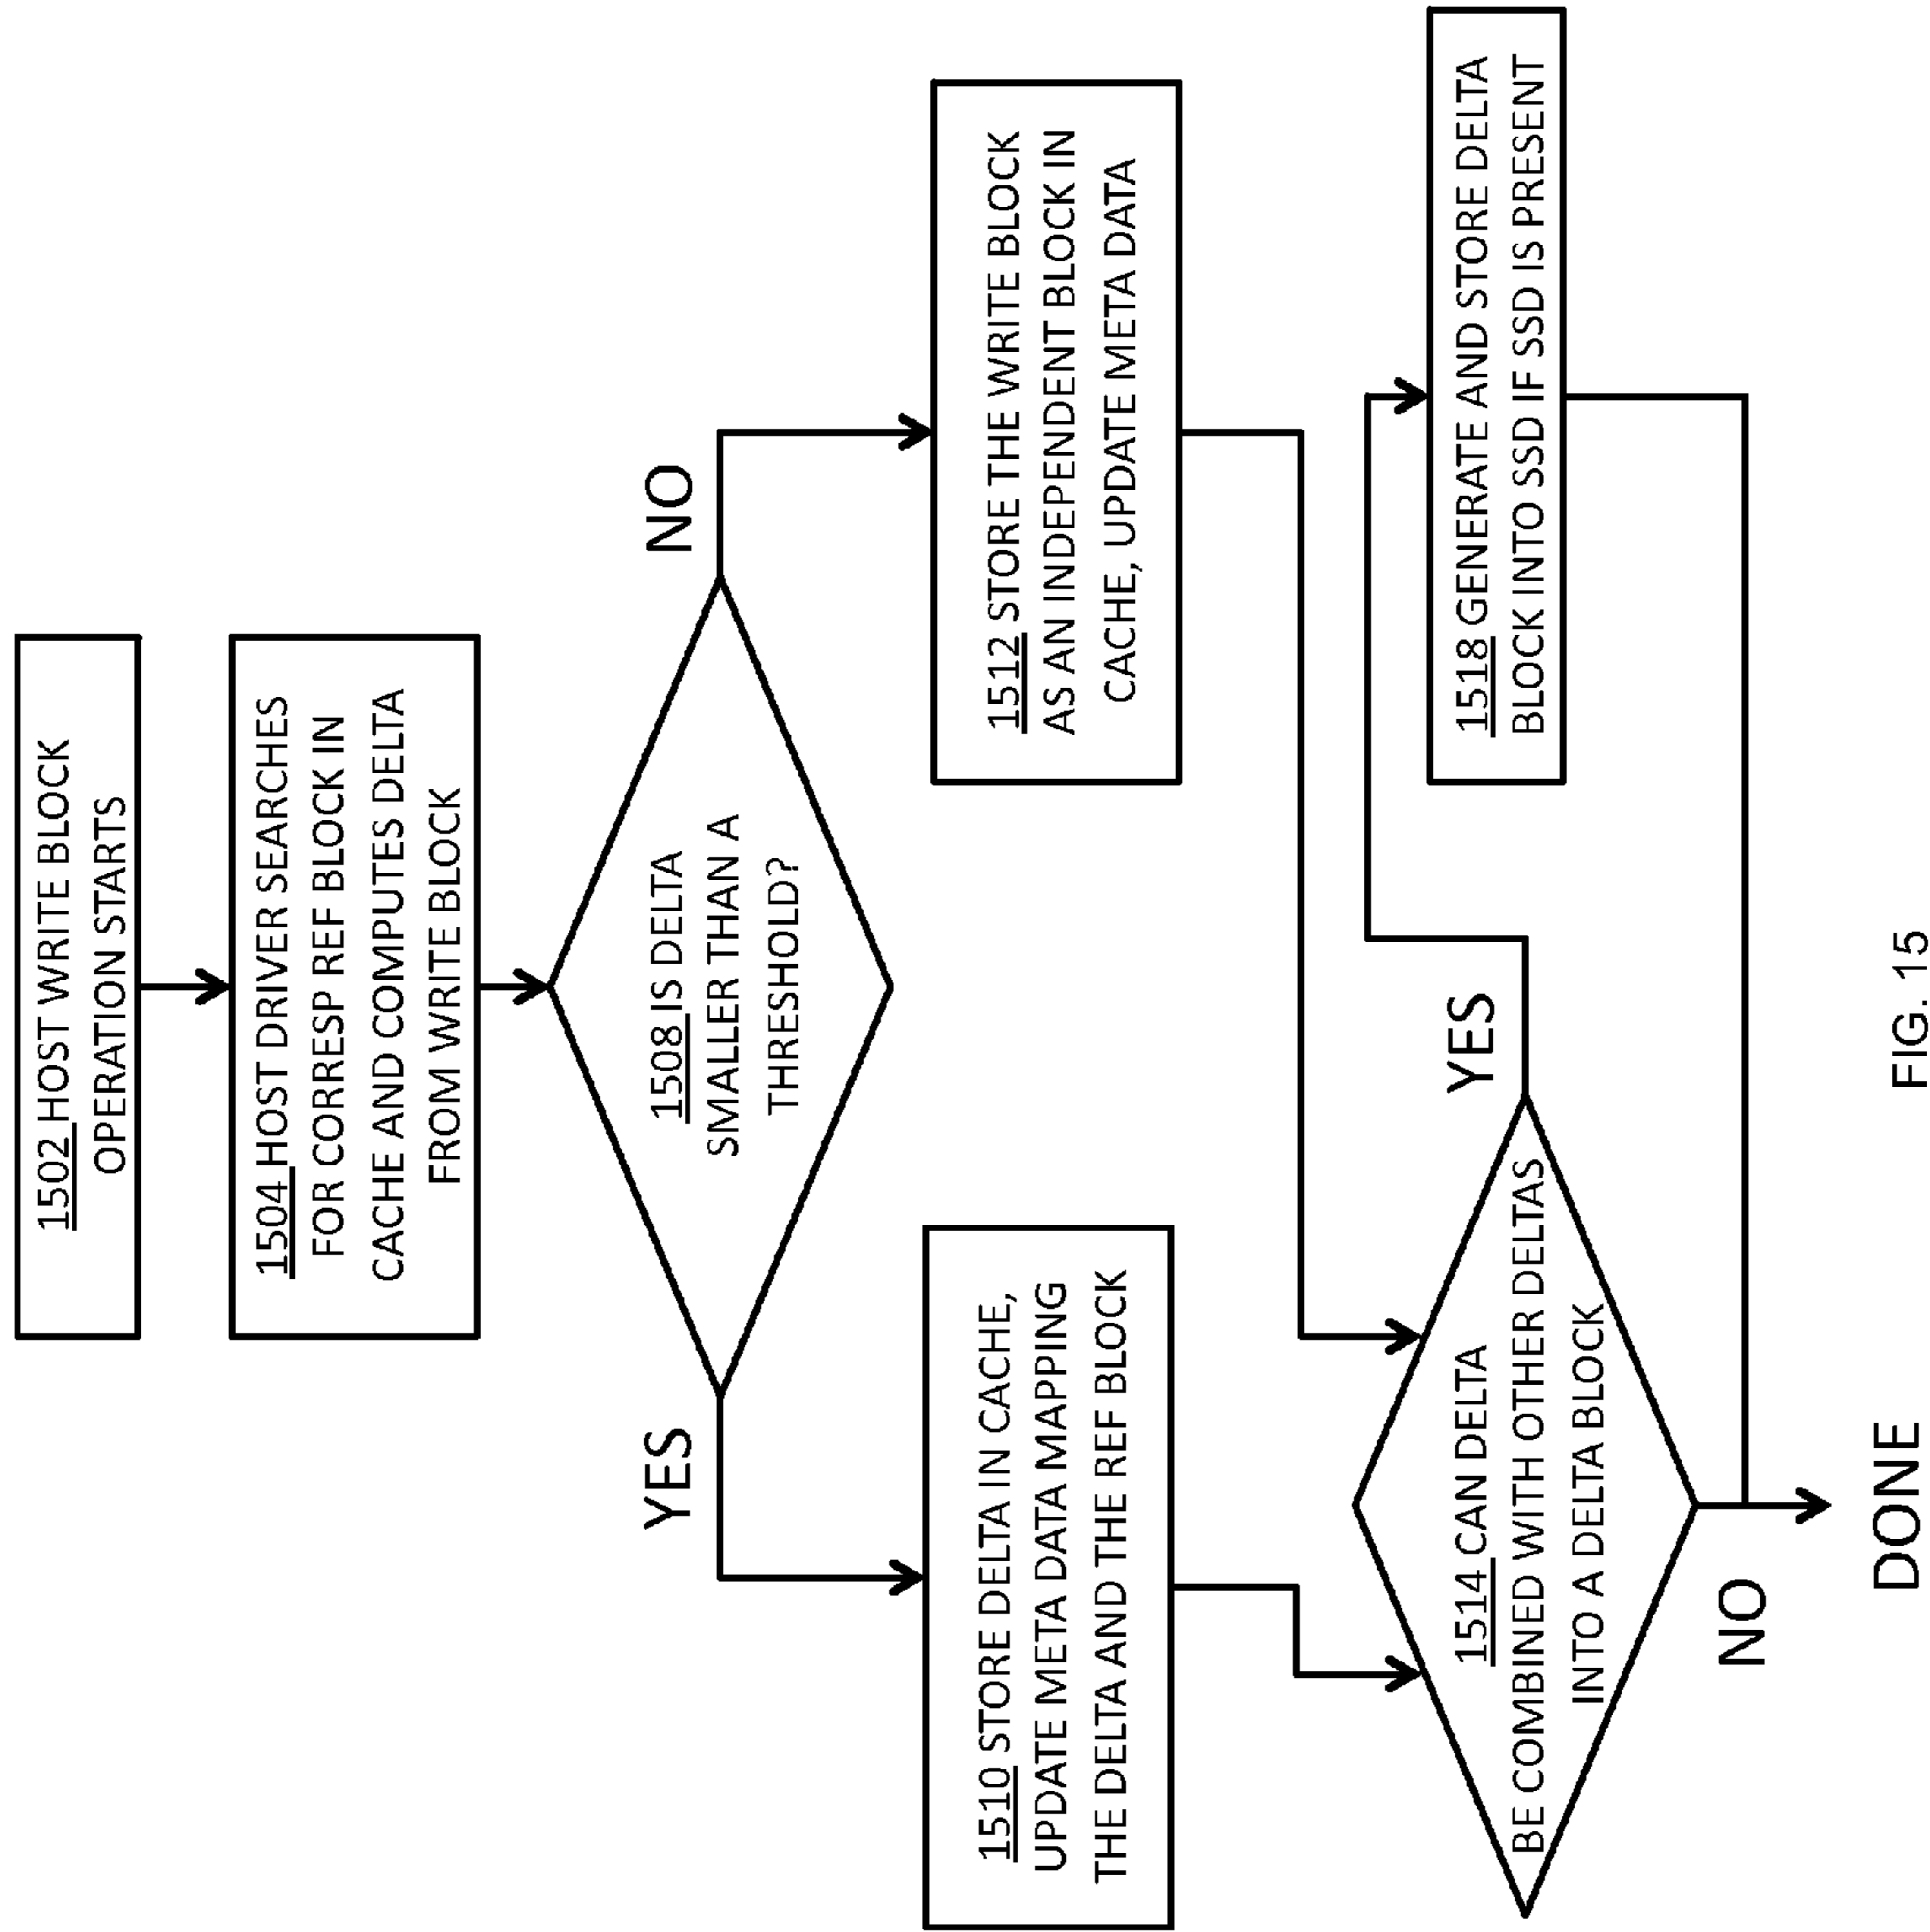 1502 HOST WRITE BLOCK
OPERATION STARTS
1504 HOST DRIVER SEARCHES
FOR CORRESP REF BLOCK IN
CACHE AND COMPUTES DELTA
FROM WRITE BLOCK
1508 IS DELTA
SMALLER THAN A
THRESHOLD?
YES
NO
1510 STORE DELTA IN CACHE,
UPDATE META DATA MAPPING
THE DELTA AND THE REF BLOCK
1512 STORE THE WRITE BLOCK
AS AN INDEPENDENT BLOCK IN
CACHE, UPDATE META DATA
1514 CAN DELTA
BE COMBINED WITH OTHER DELTAS
INTO A DELTA BLOCK
YES
1518 GENERATE AND STORE DELTA
BLOCK INTO SSD IF SSD IS PRESENT
NO
DONE
FIG. 15